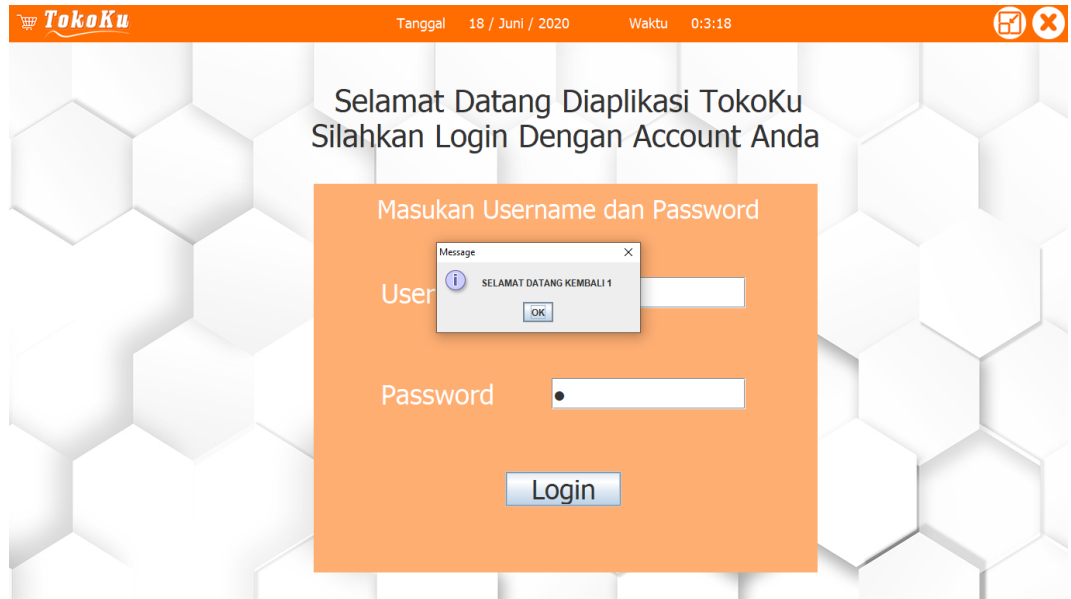 TokoKu
Tanggal 18 / Juni / 2020 Waktu 0:3:18
Selamat Datang Diaplikasi TokoKu
Silahkan Login Dengan Account Anda
Masukan Username dan Password
Message
SELAMAT DATANG KEMBALI 1
User
OK
Password
Login